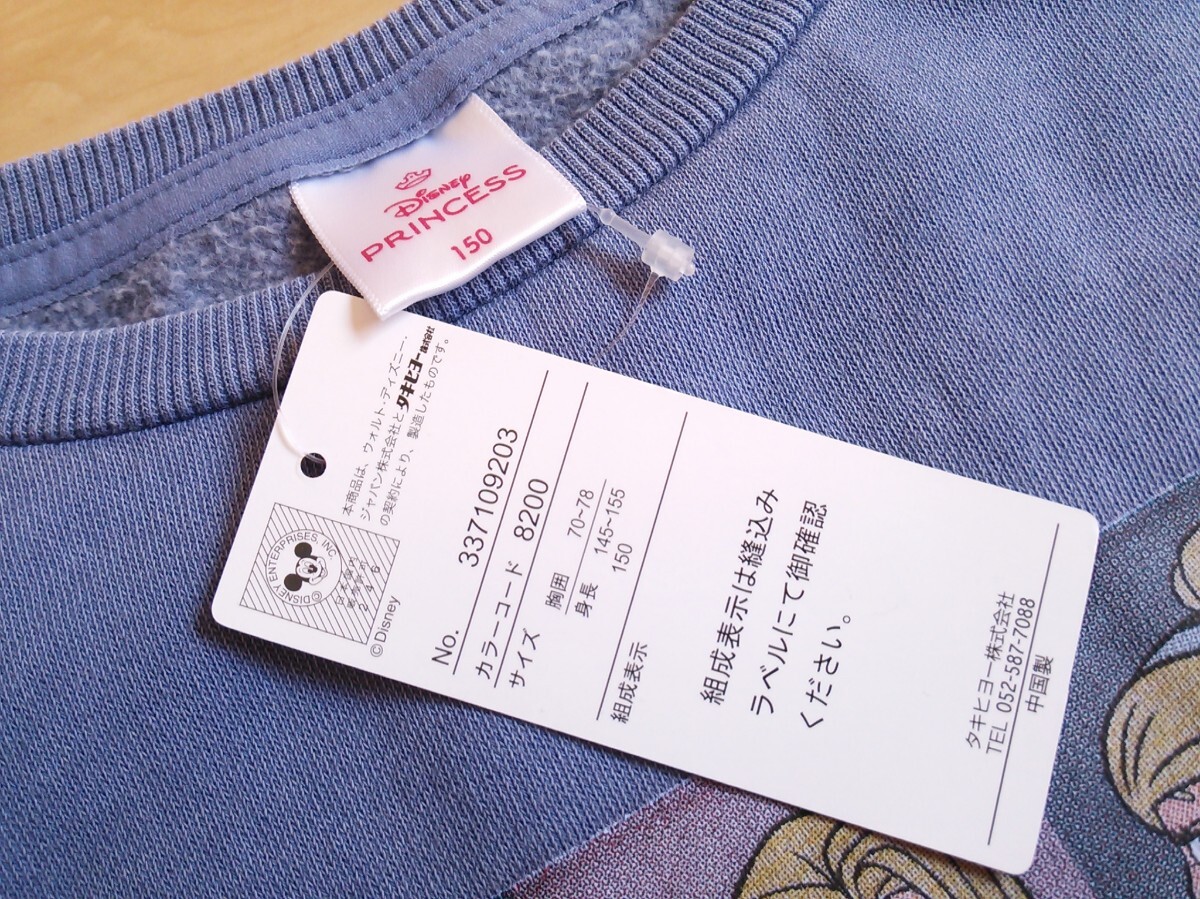 Disney
PRINCESS
150
本商品は、ウォルト・ディズニー・
ジャパン株式会社とタキヒヨー株式会社
の契約により、製造したものです。
©DISNEY ENTERPRISES, INC
©Disney
No. 337109203
カラーコード 8200
サイズ
胸囲 70~78
身長 145~155
150
組成表示
組成表示は縫込み
ラベルにて御確認
ください。
タキヒヨー株式会社
TEL 052-587-7088
中国製